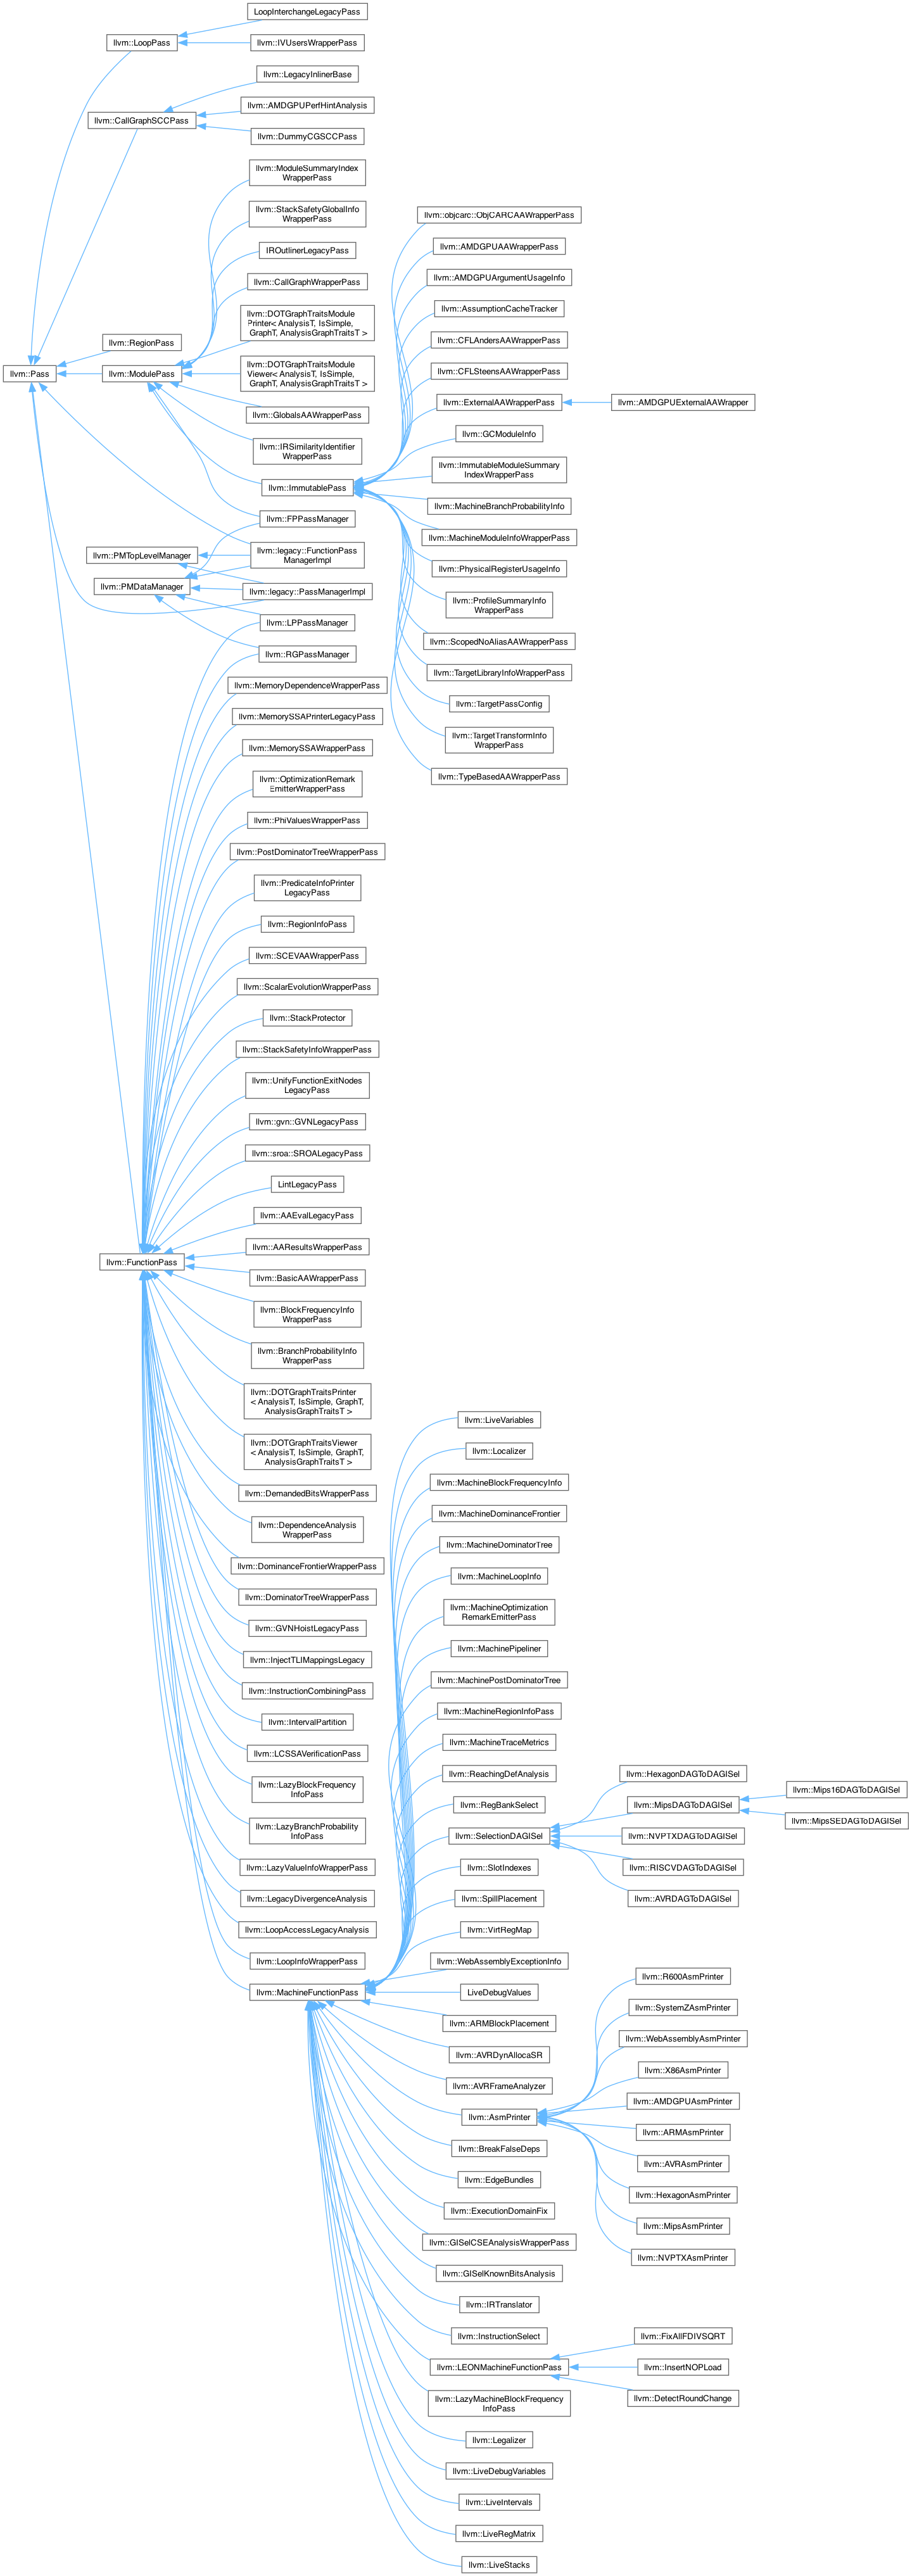 LoopInterchangeLegacyPass
llvm::LoopPass
llvm::IVUsersWrapperPass
llvm::LegacyInlinerBase
llvm::AMDGPUPerfHintAnalysis
llvm::CallGraphSCCPass
llvm::DummyCGSCCPass
llvm::ModuleSummaryIndex
WrapperPass
llvm::StackSafetyGlobalInfo
WrapperPass
IROutlinerLegacyPass
llvm::CallGraphWrapperPass
llvm::DOTGraphTraitsModule
Printer< AnalysisT, IsSimple,
GraphT, AnalysisGraphTraitsT >
llvm::RegionPass
llvm::Pass
llvm::ModulePass
llvm::DOTGraphTraitsModule
Viewer< AnalysisT, IsSimple,
GraphT, AnalysisGraphTraitsT >
llvm::GlobalsAAWrapperPass
llvm::IRSimilarityIdentifier
WrapperPass
llvm::ImmutablePass
llvm::FPPassManager
llvm::PMTopLevelManager
llvm::legacy::FunctionPass
ManagerImpl
llvm::PMDataManager
llvm::legacy::PassManagerImpl
llvm::LPPassManager
llvm::RGPassManager
llvm::objcarc::ObjCARCAAWrapperPass
llvm::AMDGPUAAWrapperPass
llvm::AMDGPUArgumentUsageInfo
llvm::AssumptionCacheTracker
llvm::CFLAndersAAWrapperPass
llvm::CFLSteensAAWrapperPass
llvm::ExternalAAWrapperPass
llvm::AMDGPUExternalAAWrapper
llvm::GCModuleInfo
llvm::ImmutableModuleSummary
IndexWrapperPass
llvm::MachineBranchProbabilityInfo
llvm::MachineModuleInfoWrapperPass
llvm::PhysicalRegisterUsageInfo
llvm::ProfileSummaryInfo
WrapperPass
llvm::ScopedNoAliasAAWrapperPass
llvm::TargetLibraryInfoWrapperPass
llvm::TargetPassConfig
llvm::TargetTransformInfo
WrapperPass
llvm::TypeBasedAAWrapperPass
llvm::MemoryDependenceWrapperPass
llvm::MemorySSAPrinterLegacyPass
llvm::MemorySSAWrapperPass
llvm::OptimizationRemark
EmitterWrapperPass
llvm::PhiValuesWrapperPass
llvm::PostDominatorTreeWrapperPass
llvm::PredicateInfoPrinter
LegacyPass
llvm::RegionInfoPass
llvm::SCEVAAWrapperPass
llvm::ScalarEvolutionWrapperPass
llvm::StackProtector
llvm::StackSafetyInfoWrapperPass
llvm::UnifyFunctionExitNodes
LegacyPass
llvm::gvn::GVNLegacyPass
llvm::sroa::SROALegacyPass
LintLegacyPass
llvm::AAEvalLegacyPass
llvm::AAResultsWrapperPass
llvm::FunctionPass
llvm::BasicAAWrapperPass
llvm::BlockFrequencyInfo
WrapperPass
llvm::BranchProbabilityInfo
WrapperPass
llvm::DOTGraphTraitsPrinter
< AnalysisT, IsSimple, GraphT,
AnalysisGraphTraitsT >
llvm::DOTGraphTraitsViewer
< AnalysisT, IsSimple, GraphT,
AnalysisGraphTraitsT >
llvm::DemandedBitsWrapperPass
llvm::DependenceAnalysis
WrapperPass
llvm::DominanceFrontierWrapperPass
llvm::DominatorTreeWrapperPass
llvm::GVNHoistLegacyPass
llvm::InjectTLIMappingsLegacy
llvm::InstructionCombiningPass
llvm::IntervalPartition
llvm::LCSSAVerificationPass
llvm::LazyBlockFrequency
InfoPass
llvm::LazyBranchProbability
InfoPass
llvm::LazyValueInfoWrapperPass
llvm::LegacyDivergenceAnalysis
llvm::LoopAccessLegacyAnalysis
llvm::LoopInfoWrapperPass
llvm::MachineFunctionPass
llvm::LiveVariables
llvm::Localizer
llvm::MachineBlockFrequencyInfo
llvm::MachineDominanceFrontier
llvm::MachineDominatorTree
llvm::MachineLoopInfo
llvm::MachineOptimization
RemarkEmitterPass
llvm::MachinePipeliner
llvm::MachinePostDominatorTree
llvm::MachineRegionInfoPass
llvm::MachineTraceMetrics
llvm::ReachingDefAnalysis
llvm::RegBankSelect
llvm::SelectionDAGISel
llvm::HexagonDAGToDAGISel
llvm::MipsDAGToDAGISel
llvm::Mips16DAGToDAGISel
llvm::MipsSEDAGToDAGISel
llvm::NVPTXDAGToDAGISel
llvm::RISCVDAGToDAGISel
llvm::AVRDAGToDAGISel
llvm::SlotIndexes
llvm::SpillPlacement
llvm::VirtRegMap
llvm::WebAssemblyExceptionInfo
LiveDebugValues
llvm::ARMBlockPlacement
llvm::AVRDynAllocaSR
llvm::AVRFrameAnalyzer
llvm::AsmPrinter
llvm::R600AsmPrinter
llvm::SystemZAsmPrinter
llvm::WebAssemblyAsmPrinter
llvm::X86AsmPrinter
llvm::AMDGPUAsmPrinter
llvm::ARMAsmPrinter
llvm::AVRAsmPrinter
llvm::HexagonAsmPrinter
llvm::MipsAsmPrinter
llvm::NVPTXAsmPrinter
llvm::BreakFalseDeps
llvm::EdgeBundles
llvm::ExecutionDomainFix
llvm::GISelCSEAnalysisWrapperPass
llvm::GISelKnownBitsAnalysis
llvm::IRTranslator
llvm::InstructionSelect
llvm::LEONMachineFunctionPass
llvm::FixAllFDIVSQRT
llvm::InsertNOPLoad
llvm::DetectRoundChange
llvm::LazyMachineBlockFrequency
InfoPass
llvm::Legalizer
llvm::LiveDebugVariables
llvm::LiveIntervals
llvm::LiveRegMatrix
llvm::LiveStacks